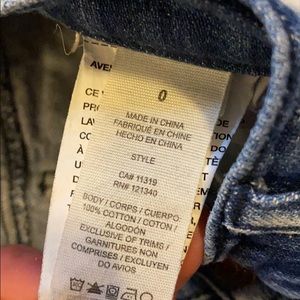 0
MADE IN CHINA
FABRIQUÉ EN CHINE
HECHO EN CHINA
STYLE
CA# 11319
RN# 121340
BODY / CORPS / CUERPO:
100% COTTON / COTON /
ALGODÓN
EXCLUSIVE OF TRIMS /
GARNITURES NON
COMPRISES / EXCLUYEN
DO AVIOS